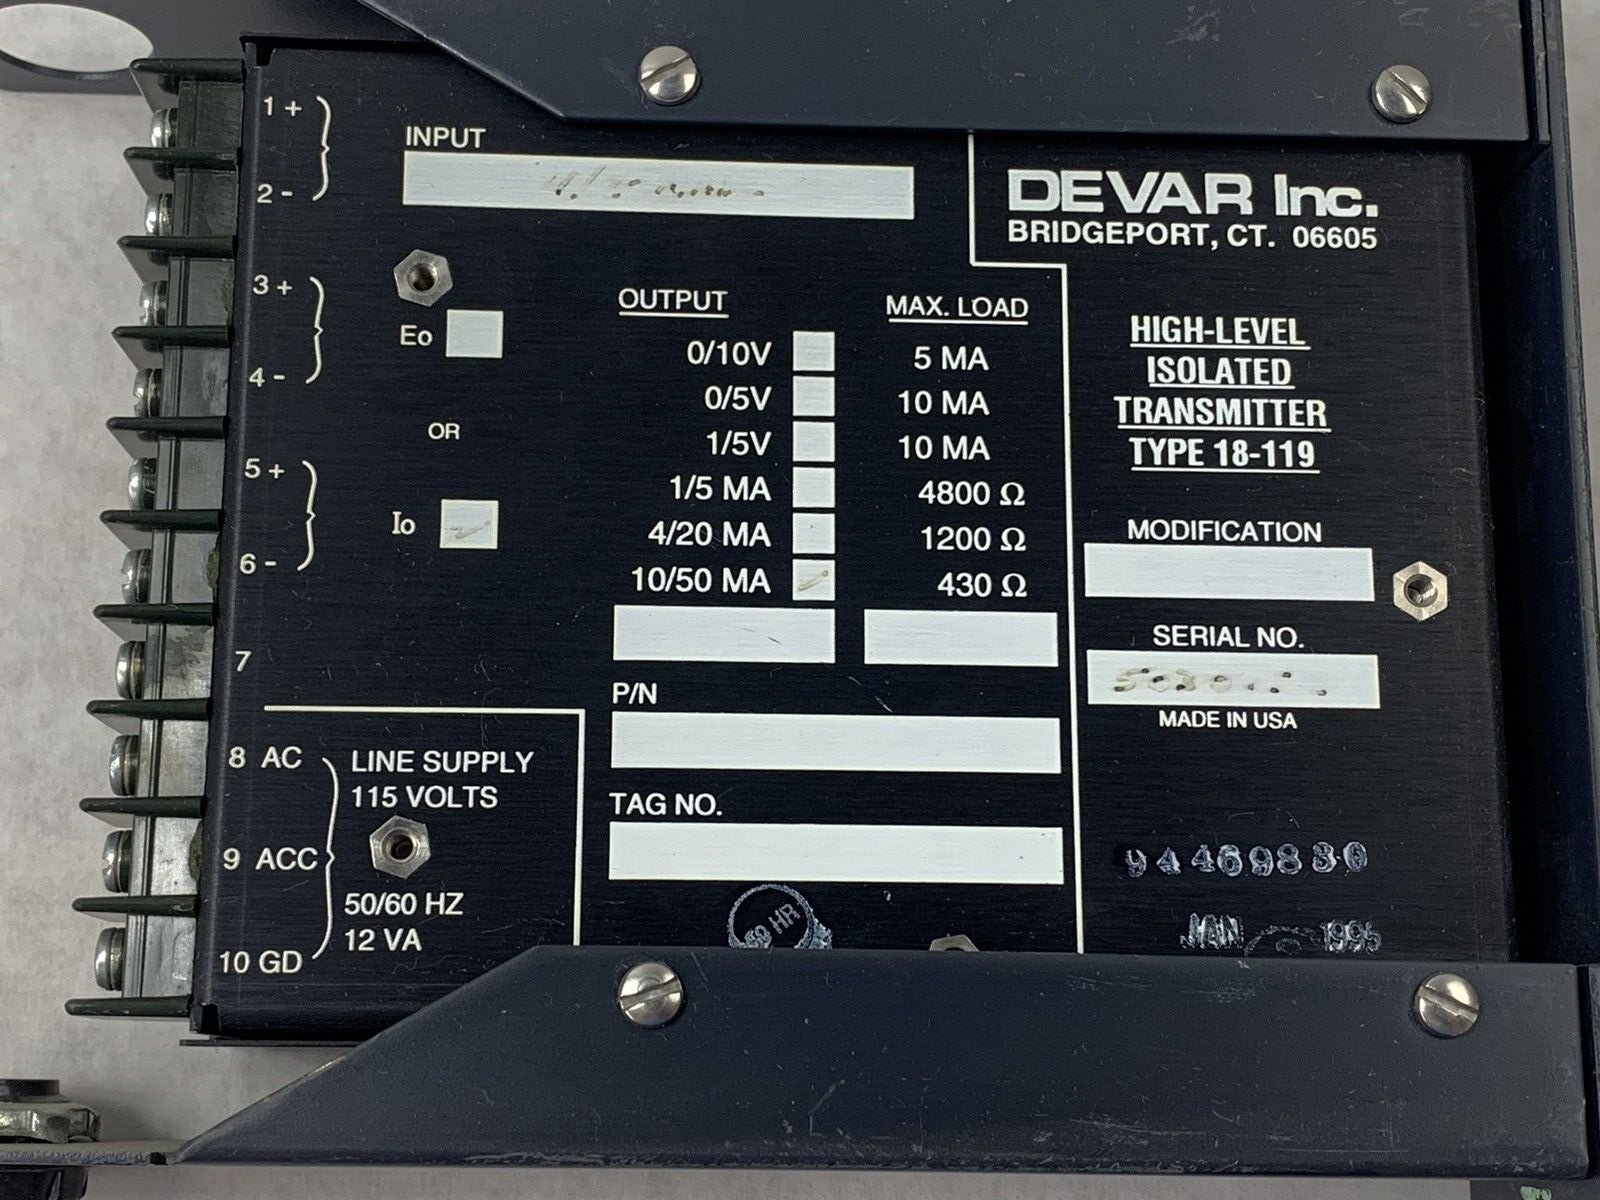 1 +
2 -
3 +
4 -
5 +
6 -
7
8 AC
9 ACC
10 GD
INPUT
Eo
OR
Io
LINE SUPPLY
115 VOLTS
50/60 HZ
12 VA
OUTPUT MAX. LOAD
0/10V 5 MA
0/5V 10 MA
1/5V 10 MA
1/5 MA 4800 Ω
4/20 MA 1200 Ω
10/50 MA 430 Ω
P/N
TAG NO.
HR
DEVAR Inc.
BRIDGEPORT, CT. 06605
HIGH-LEVEL
ISOLATED
TRANSMITTER
TYPE 18-119
MODIFICATION
SERIAL NO.
MADE IN USA
JAN 1995